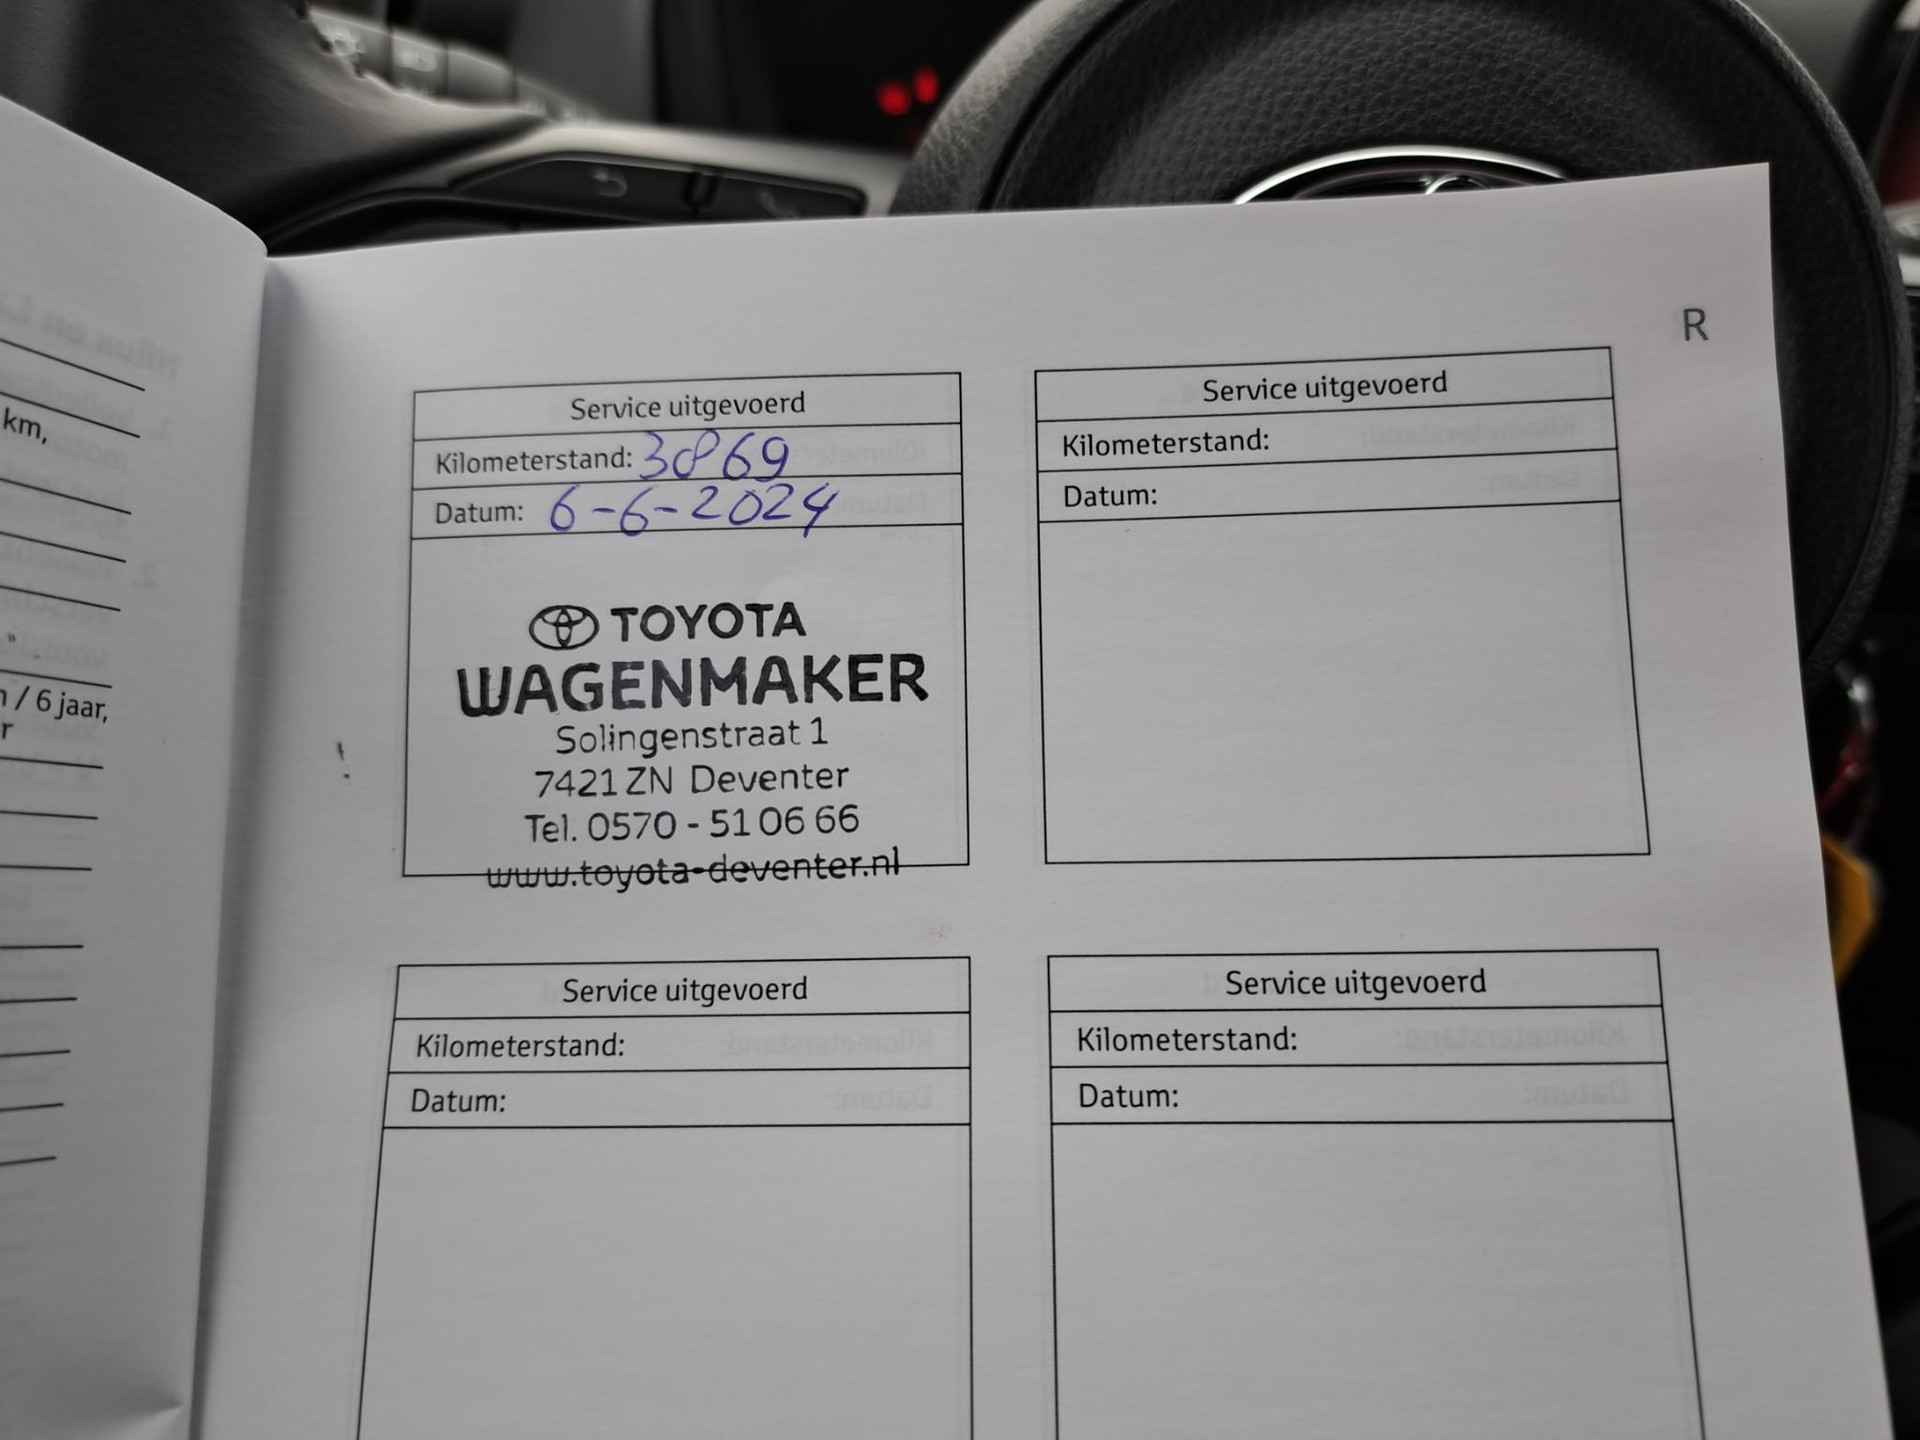 km,
/ 6 jaar,
r
R
Service uitgevoerd
Kilometerstand: 3869
Datum: 6-6-2024
TOYOTA
WAGENMAKER
Solingenstraat 1
7421 ZN Deventer
Tel. 0570 - 51 06 66
www.toyota-deventer.nl
Service uitgevoerd
Kilometerstand:
Datum:
Service uitgevoerd
Kilometerstand:
Datum:
Service uitgevoerd
Kilometerstand:
Datum: